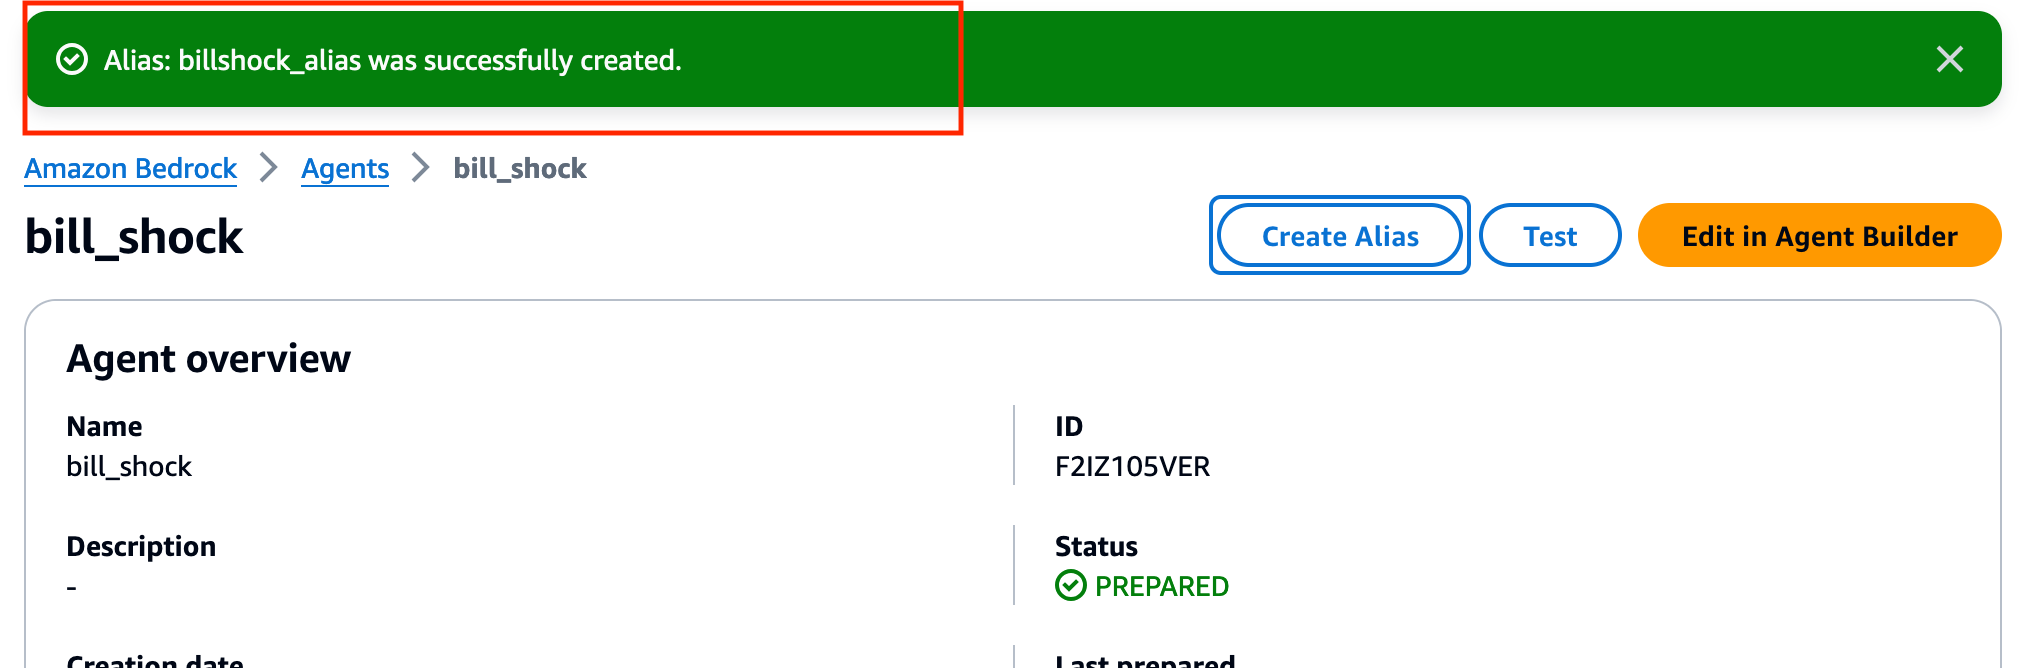 Alias: billshock_alias was successfully created.
Amazon Bedrock > Agents > bill_shock
bill_shock
Create Alias
Test
Edit in Agent Builder
Agent overview
Name
bill_shock
ID
F2IZ105VER
Description
-
Status
PREPARED
Creation date
Last prepared